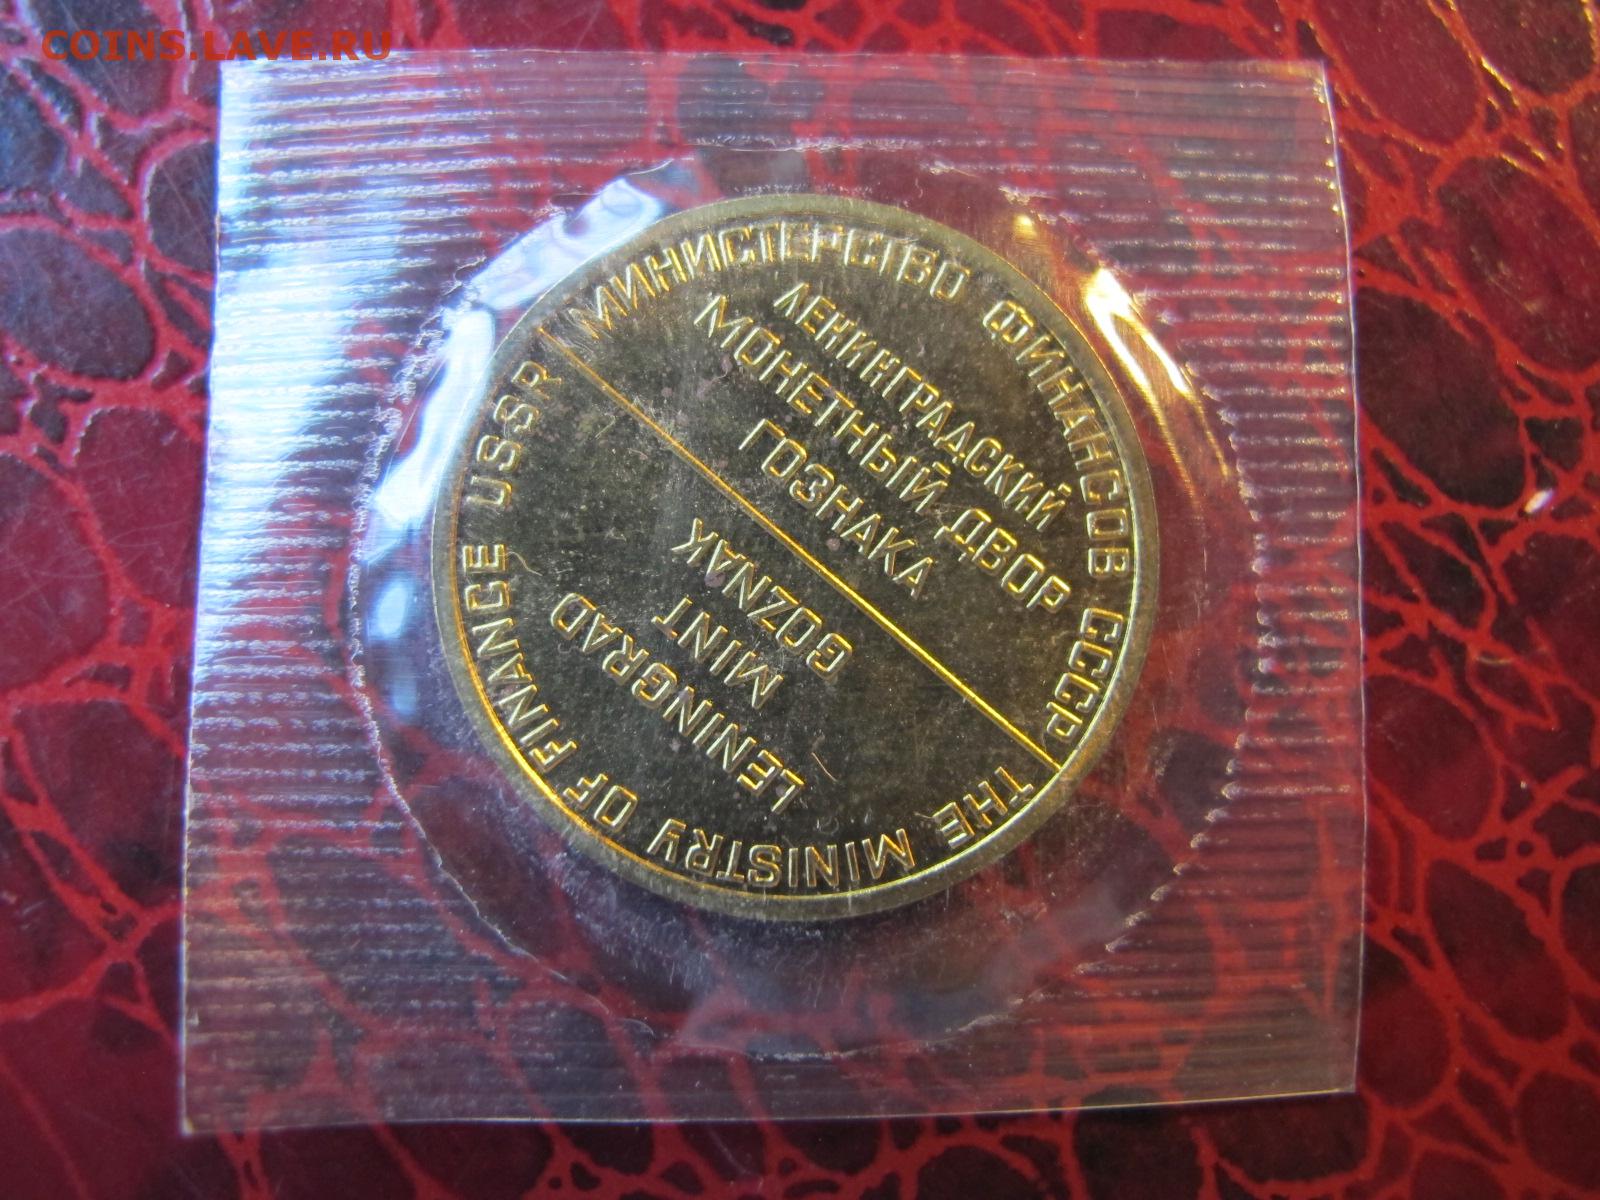 COINS.LAVE.RU
МИНИСТЕРСТВО ФИНАНСОВ СССР
ЛЕНИНГРАДСКИЙ
МОНЕТНЫЙ ДВОР
ГОЗНАКА
THE MINISTRY OF FINANCE USSR
LENINGRAD
MINT
GOZNAK